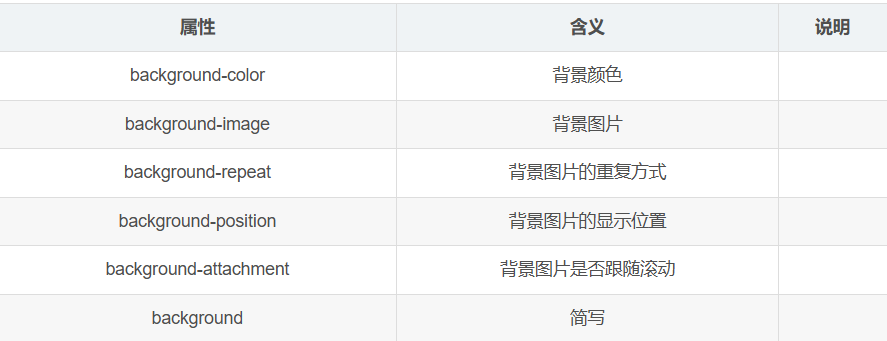 属性 含义 说明
background-color 背景颜色
background-image 背景图片
background-repeat 背景图片的重复方式
background-position 背景图片的显示位置
background-attachment 背景图片是否跟随滚动
background 简写